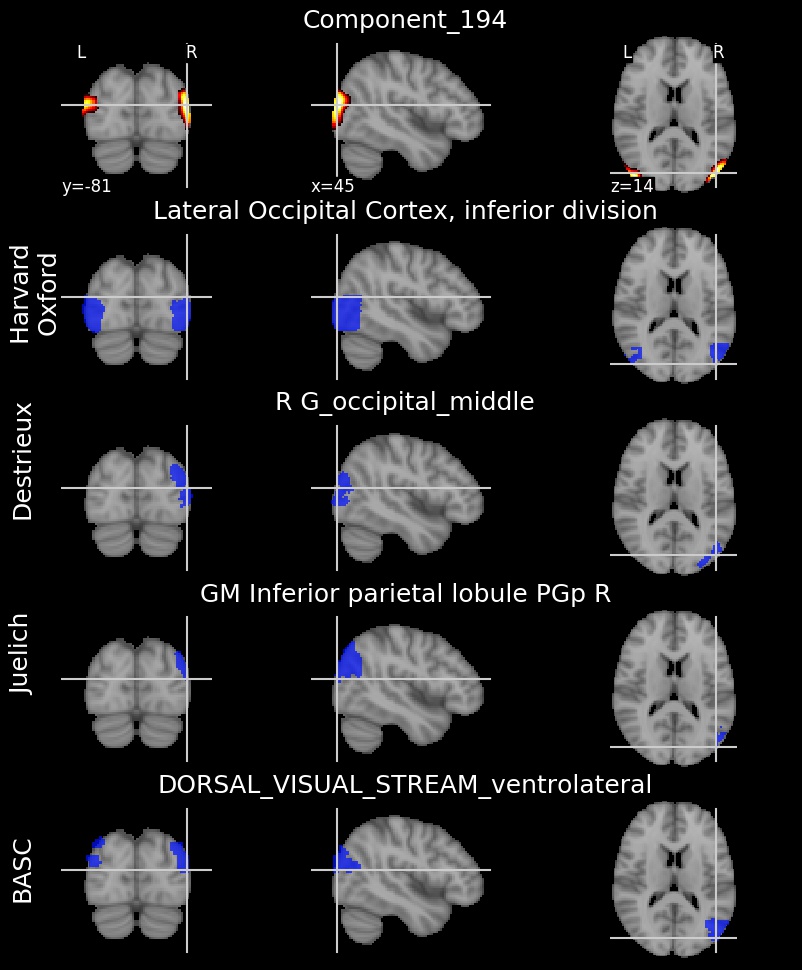 Component_194
L R L R
y=-81 x=45 z=14
Lateral Occipital Cortex, inferior division
Harvard
Oxford
R G_occipital_middle
Destrieux
GM Inferior parietal lobule PGp R
Juelich
DORSAL_VISUAL_STREAM_ventrolateral
BASC